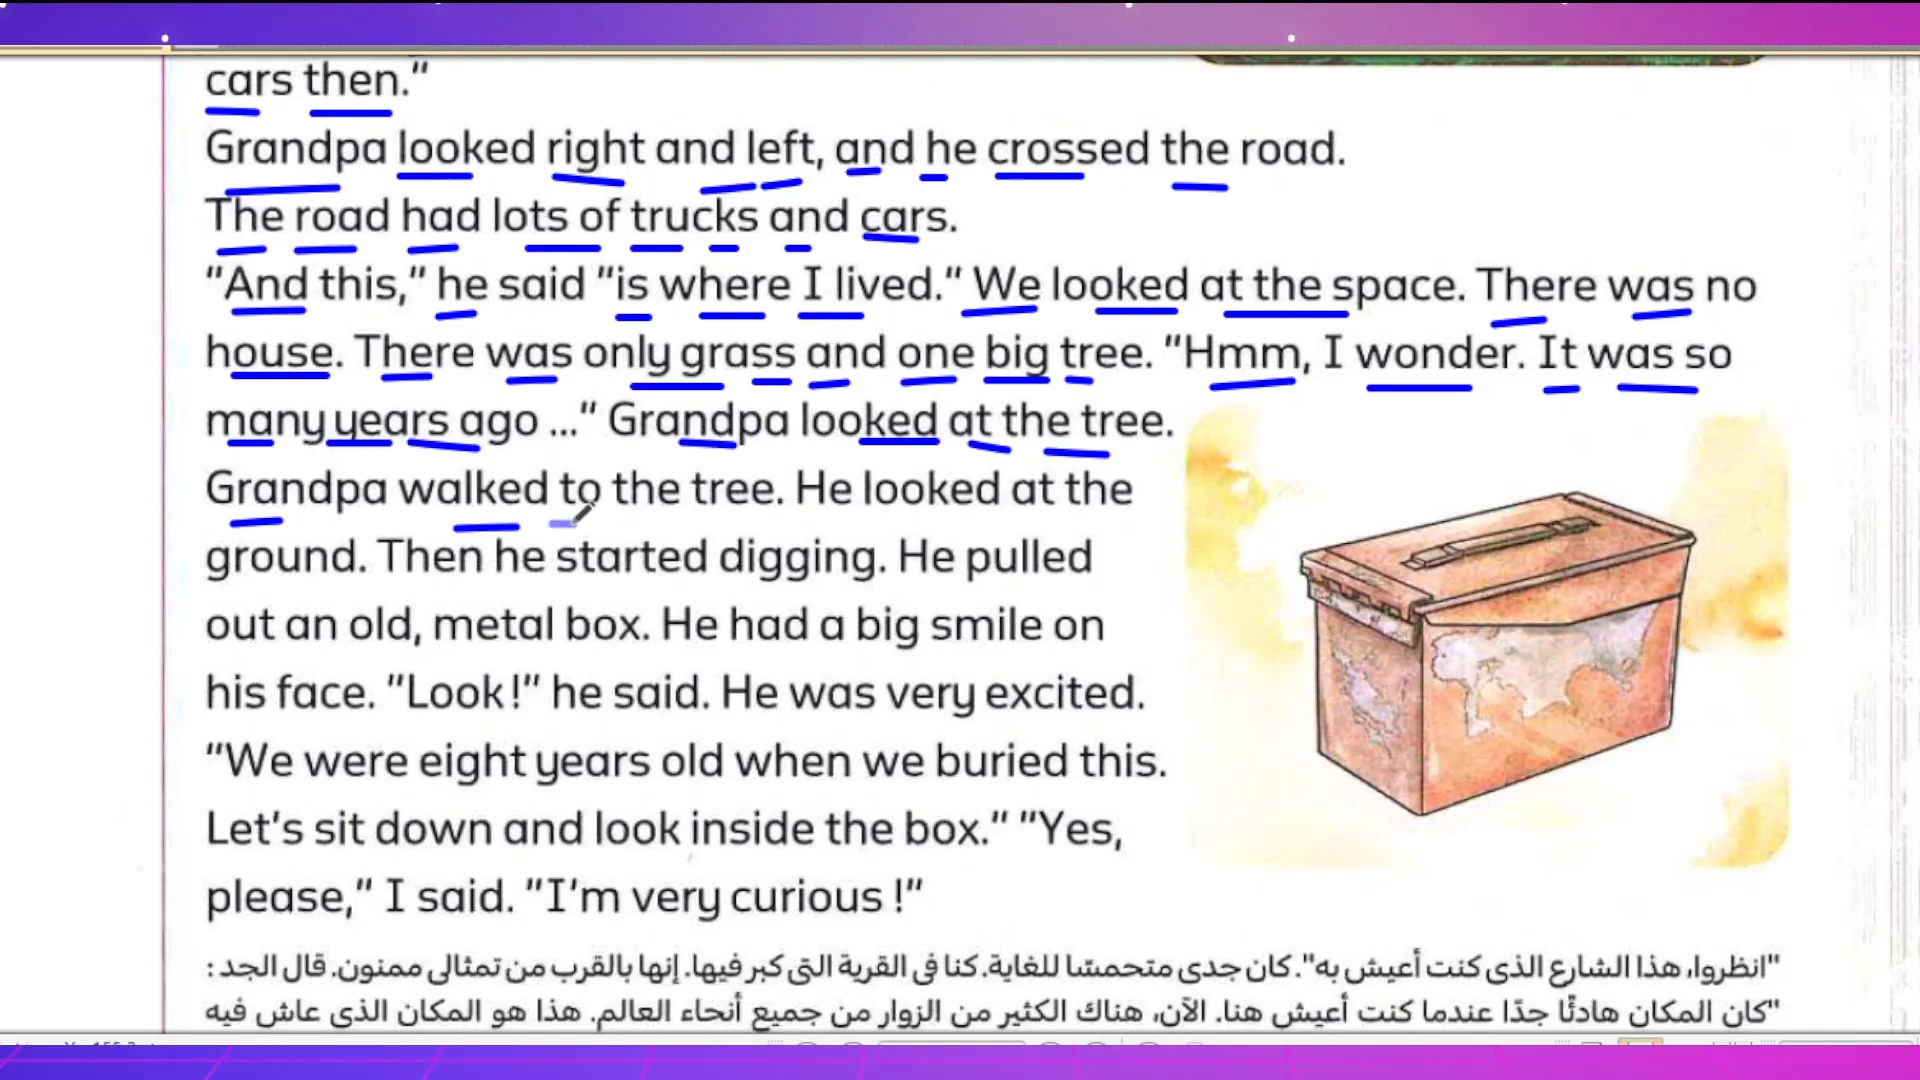 cars then."
Grandpa looked right and left, and he crossed the road.
The road had lots of trucks and cars.
"And this," he said "is where I lived." We looked at the space. There was no
house. There was only grass and one big tree. "Hmm, I wonder. It was so
many years ago ..." Grandpa looked at the tree.
Grandpa walked to the tree. He looked at the
ground. Then he started digging. He pulled
out an old, metal box. He had a big smile on
his face. "Look!" he said. He was very excited.
"We were eight years old when we buried this.
Let's sit down and look inside the box." "Yes,
please," I said. "I'm very curious !"
"انظروا، هذا الشارع الذى كنت أعيش به". كان جدى متحمسًا للغاية. كنا فى القرية التى كبر فيها. إنها بالقرب من تمثالى ممنون. قال الجد :
"كان المكان هادئًا جدًا عندما كنت أعيش هنا. الآن، هناك الكثير من الزوار من جميع أنحاء العالم. هذا هو المكان الذى عاش فيه